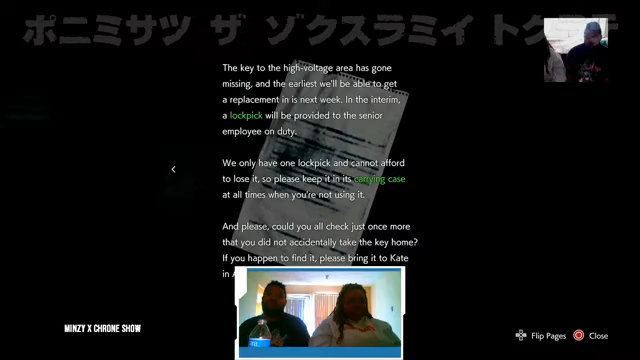 ポニミサツ ザ ゾクスラミイ トク
The key to the high-voltage area has gone
missing, and the earliest we'll be able to get
a replacement in is next week. In the interim,
a lockpick will be provided to the senior
employee on duty.
We only have one lockpick and cannot afford
to lose it, so please keep it in its carrying case
at all times when you're not using it.
And please, could you all check just once more
that you did not accidentally take the key home?
If you happen to find it, please bring it to Kate
in
MINZY X CHRONE SHOW
Flip Pages
Close